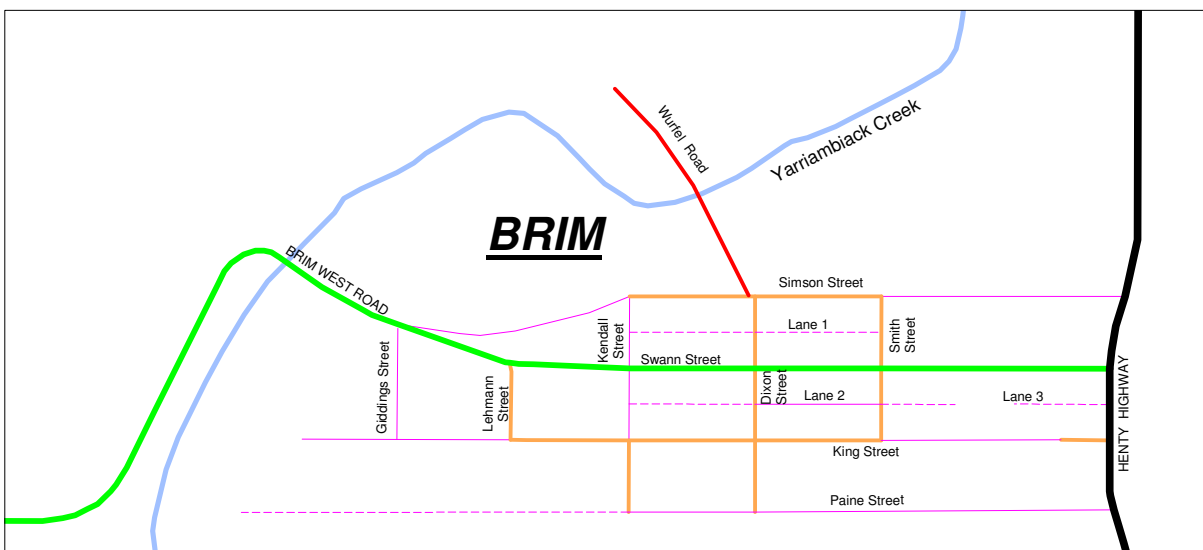 Wurfel Road
Yarriambiack Creek
BRIM
BRIM WEST ROAD
Simson Street
Lane 1
Kendall
Street
Smith
Street
Swann Street
Giddings Street
Lehmann
Street
Dixon
Street
Lane 2
Lane 3
HENTY HIGHWAY
King Street
Paine Street